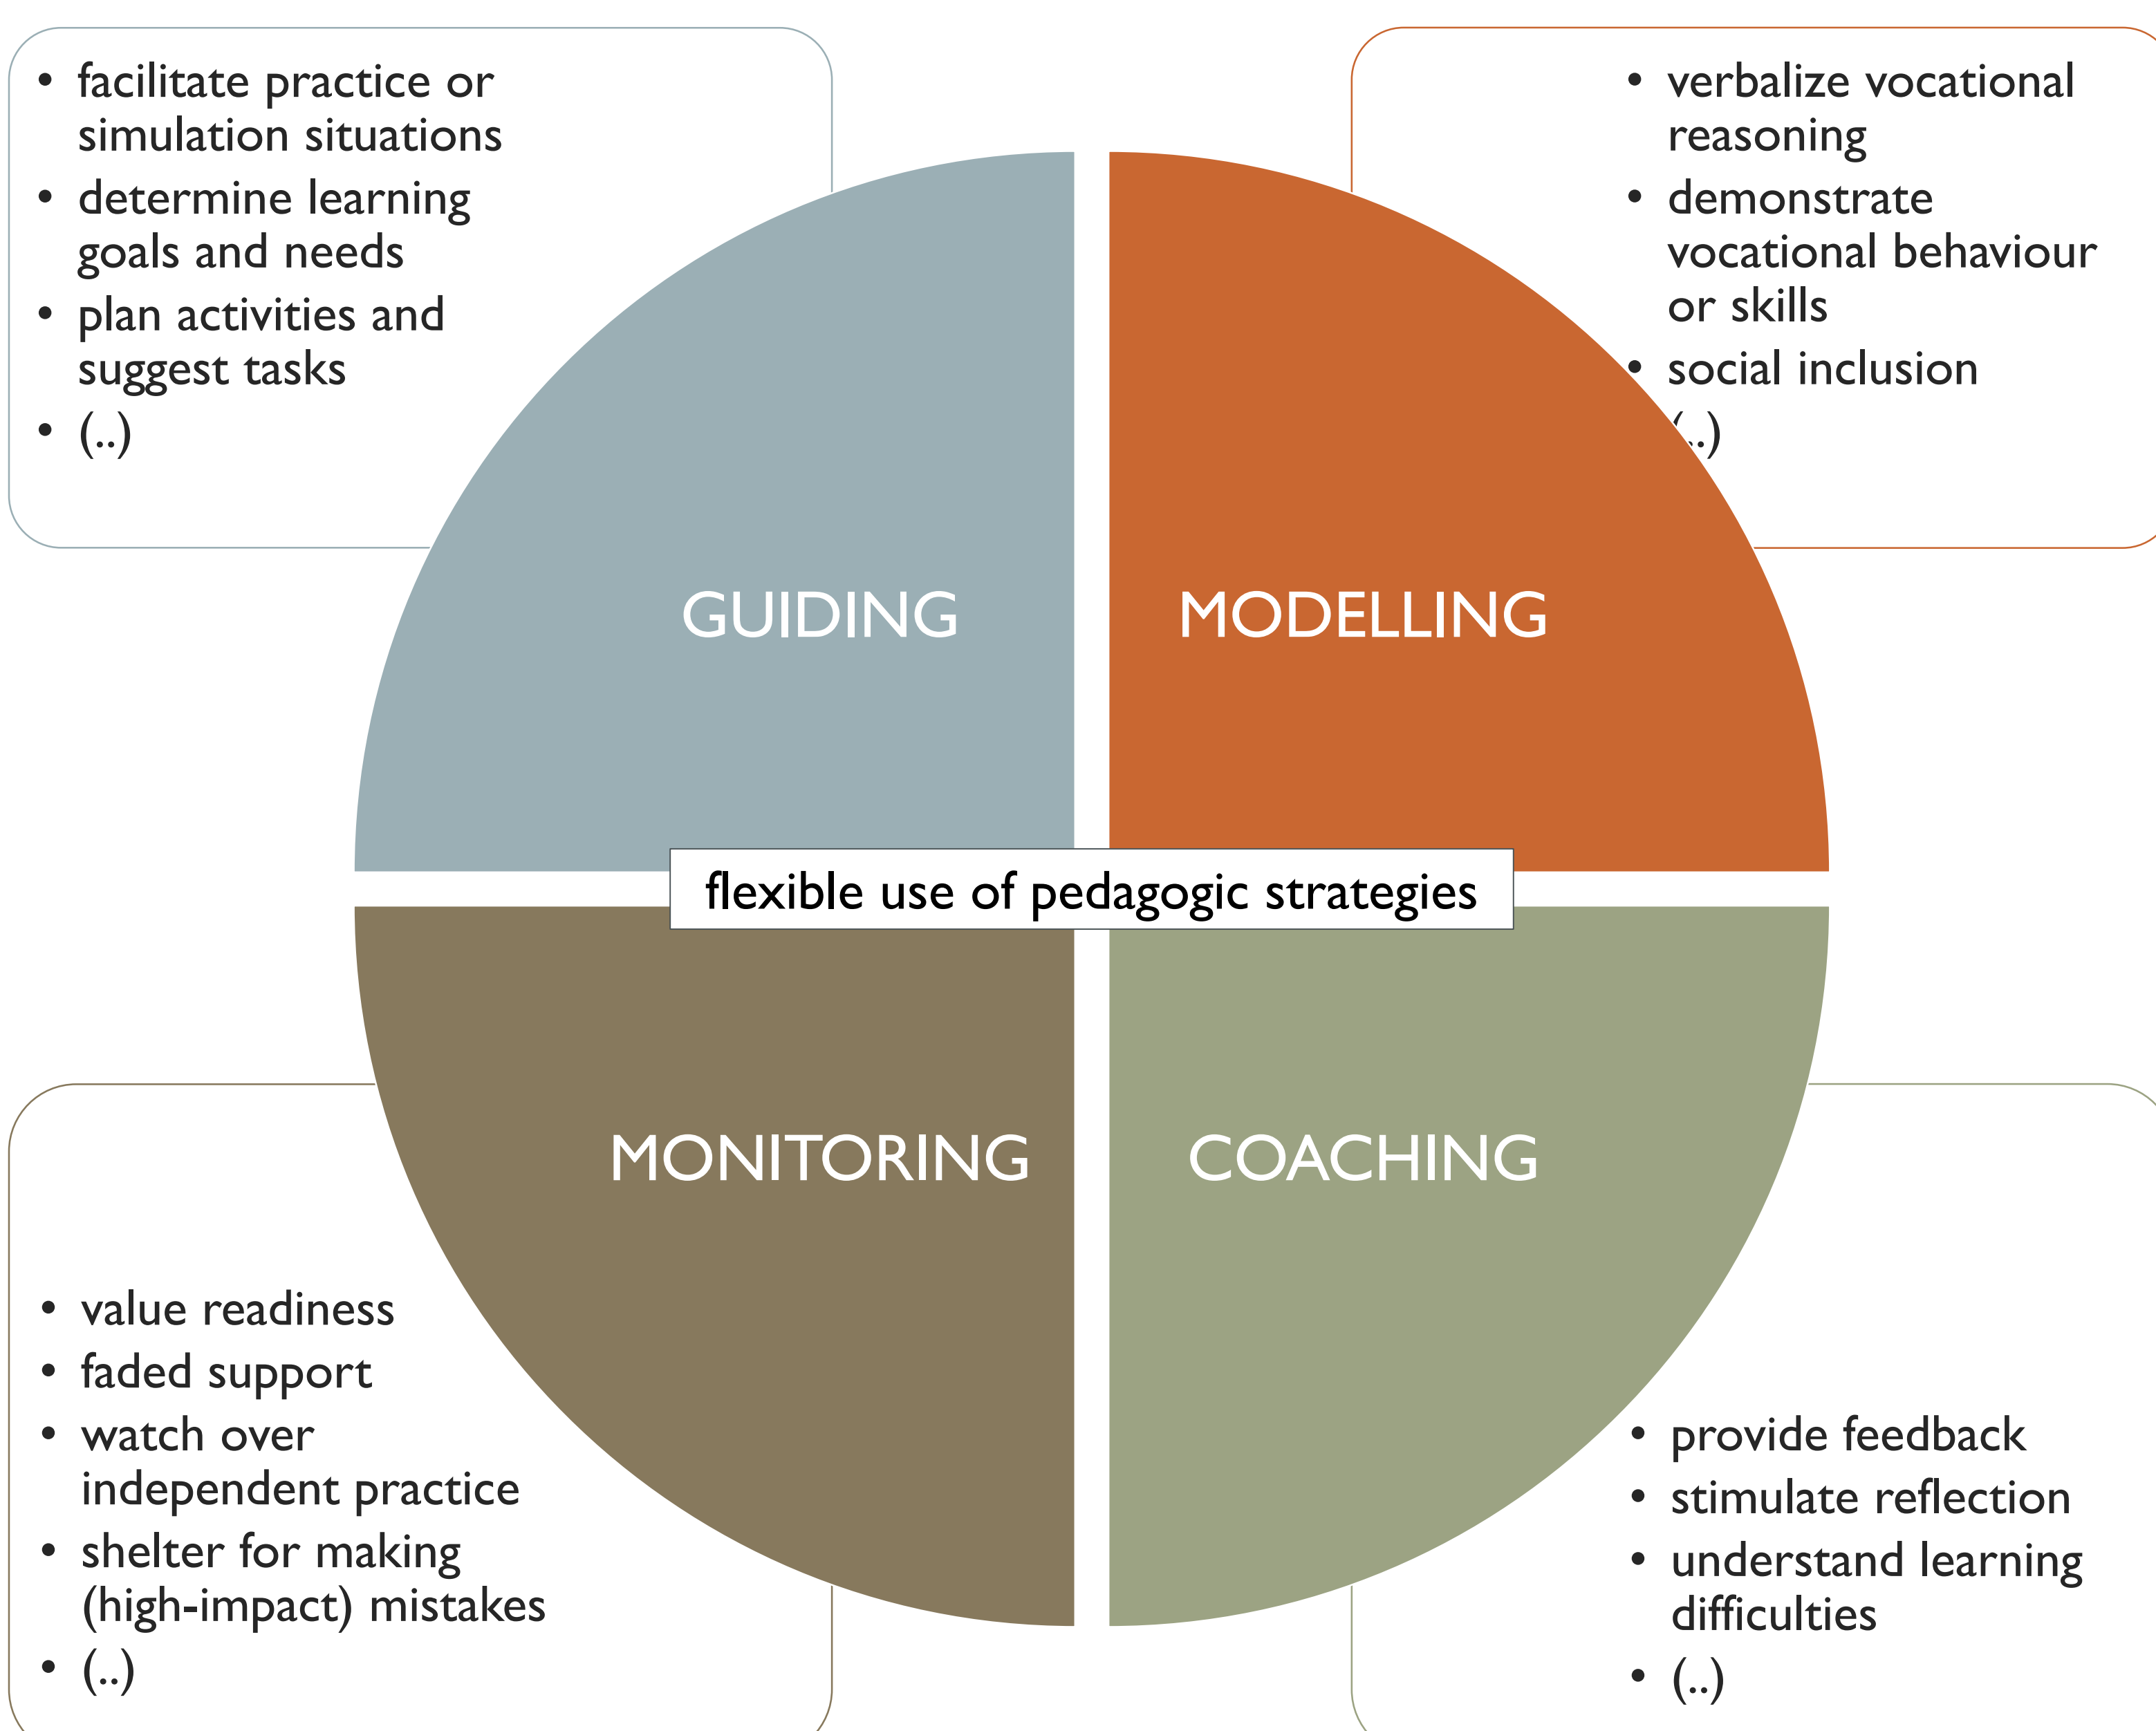 • facilitate practice or
simulation situations
• determine learning
goals and needs
• plan activities and
suggest tasks
• (..)
• verbalize vocational
reasoning
• demonstrate
vocational behaviour
or skills
• social inclusion
(..)
GUIDING
MODELLING
flexible use of pedagogic strategies
MONITORING
COACHING
• value readiness
• faded support
• watch over
independent practice
• shelter for making
(high-impact) mistakes
• (..)
• provide feedback
• stimulate reflection
• understand learning
difficulties
• (..)